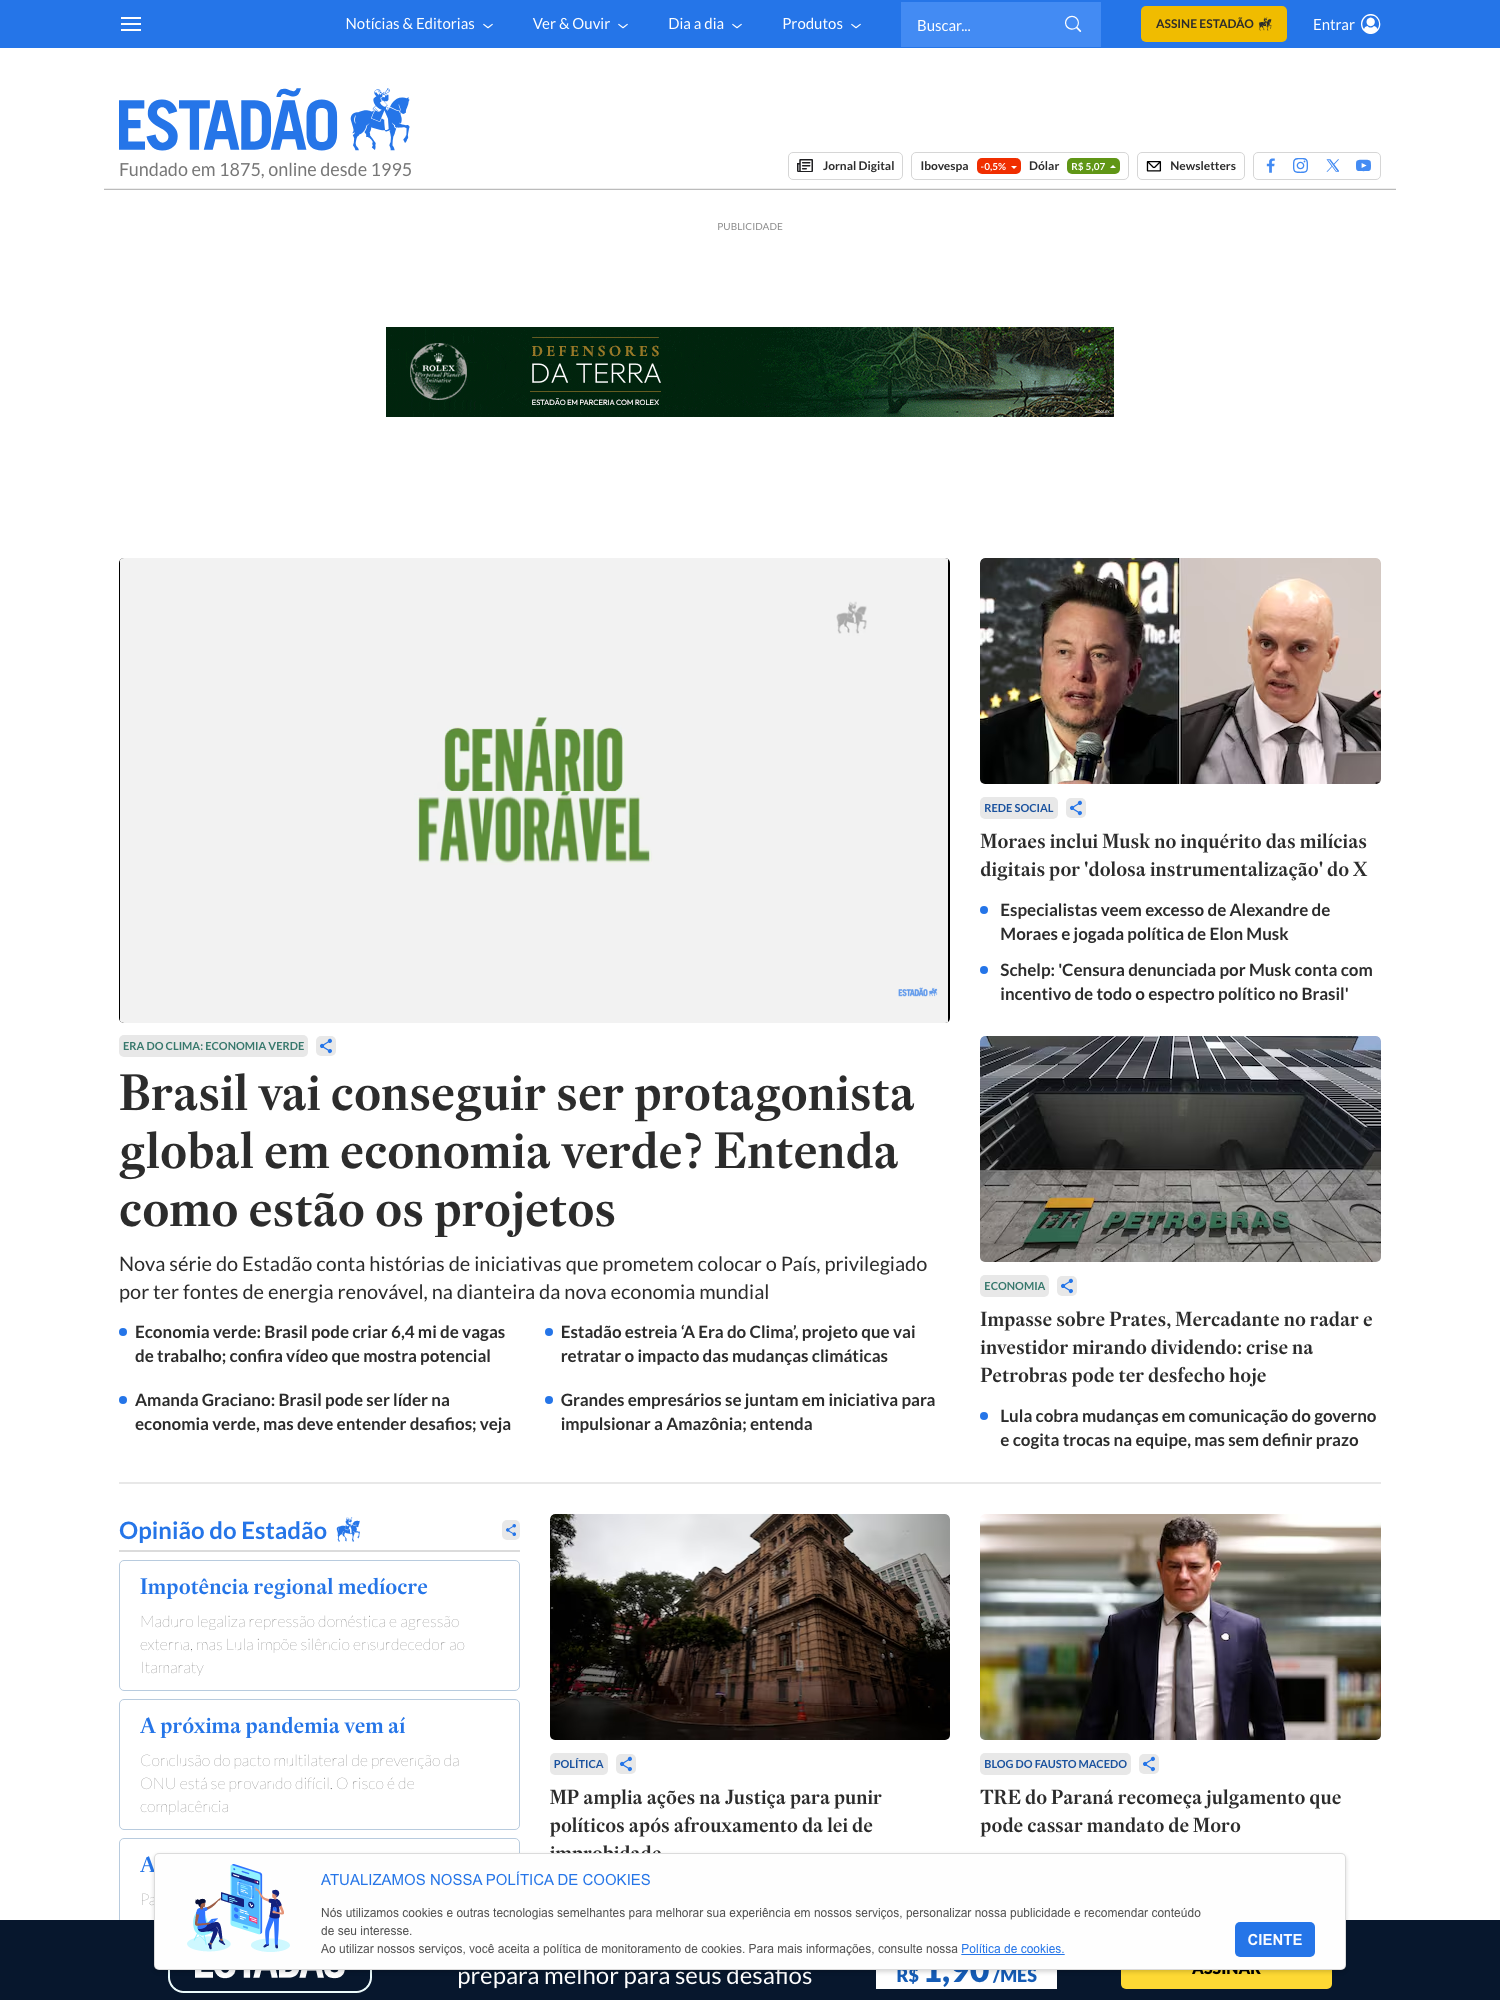 Notícias & Editorias
Ver & Ouvir
Dia a dia
Produtos
Buscar...
ASSINE ESTADÃO
Entrar
ESTADÃO
Fundado em 1875, online desde 1995
Jornal Digital
Ibovespa -0,5% Dólar R$ 5,07
Newsletters
PUBLICIDADE
ROLEX
Perpetual Planet
Initiative
DEFENSORES
DA TERRA
ESTADÃO EM PARCERIA COM ROLEX
CENÁRIO
FAVORÁVEL
ESTADÃO
ERA DO CLIMA: ECONOMIA VERDE
Brasil vai conseguir ser protagonista
global em economia verde? Entenda
como estão os projetos
Nova série do Estadão conta histórias de iniciativas que prometem colocar o País, privilegiado
por ter fontes de energia renovável, na dianteira da nova economia mundial
Economia verde: Brasil pode criar 6,4 mi de vagas
de trabalho; confira vídeo que mostra potencial
Amanda Graciano: Brasil pode ser líder na
economia verde, mas deve entender desafios; veja
Estadão estreia ‘A Era do Clima’, projeto que vai
retratar o impacto das mudanças climáticas
Grandes empresários se juntam em iniciativa para
impulsionar a Amazônia; entenda
The Je
REDE SOCIAL
Moraes inclui Musk no inquérito das milícias
digitais por 'dolosa instrumentalização' do X
Especialistas veem excesso de Alexandre de
Moraes e jogada política de Elon Musk
Schelp: 'Censura denunciada por Musk conta com
incentivo de todo o espectro político no Brasil'
BR PETROBRAS
ECONOMIA
Impasse sobre Prates, Mercadante no radar e
investidor mirando dividendo: crise na
Petrobras pode ter desfecho hoje
Lula cobra mudanças em comunicação do governo
e cogita trocas na equipe, mas sem definir prazo
Opinião do Estadão
Impotência regional medíocre
Maduro legaliza repressão doméstica e agressão
externa, mas Lula impõe silêncio ensurdecedor ao
Itamaraty
A próxima pandemia vem aí
Conclusão do pacto multilateral de prevenção da
ONU está se provando difícil. O risco é de
complacência
A
Pa
POLÍTICA
MP amplia ações na Justiça para punir
políticos após afrouxamento da lei de
improbidade
BLOG DO FAUSTO MACEDO
TRE do Paraná recomeça julgamento que
pode cassar mandato de Moro
ATUALIZAMOS NOSSA POLÍTICA DE COOKIES
Nós utilizamos cookies e outras tecnologias semelhantes para melhorar sua experiência em nossos serviços, personalizar nossa publicidade e recomendar conteúdo
de seu interesse.
Ao utilizar nossos serviços, você aceita a política de monitoramento de cookies. Para mais informações, consulte nossa Política de cookies.
CIENTE
ESTADÃO
prepara melhor para seus desafios
R$ 1,90/MÊS
ASSINAR